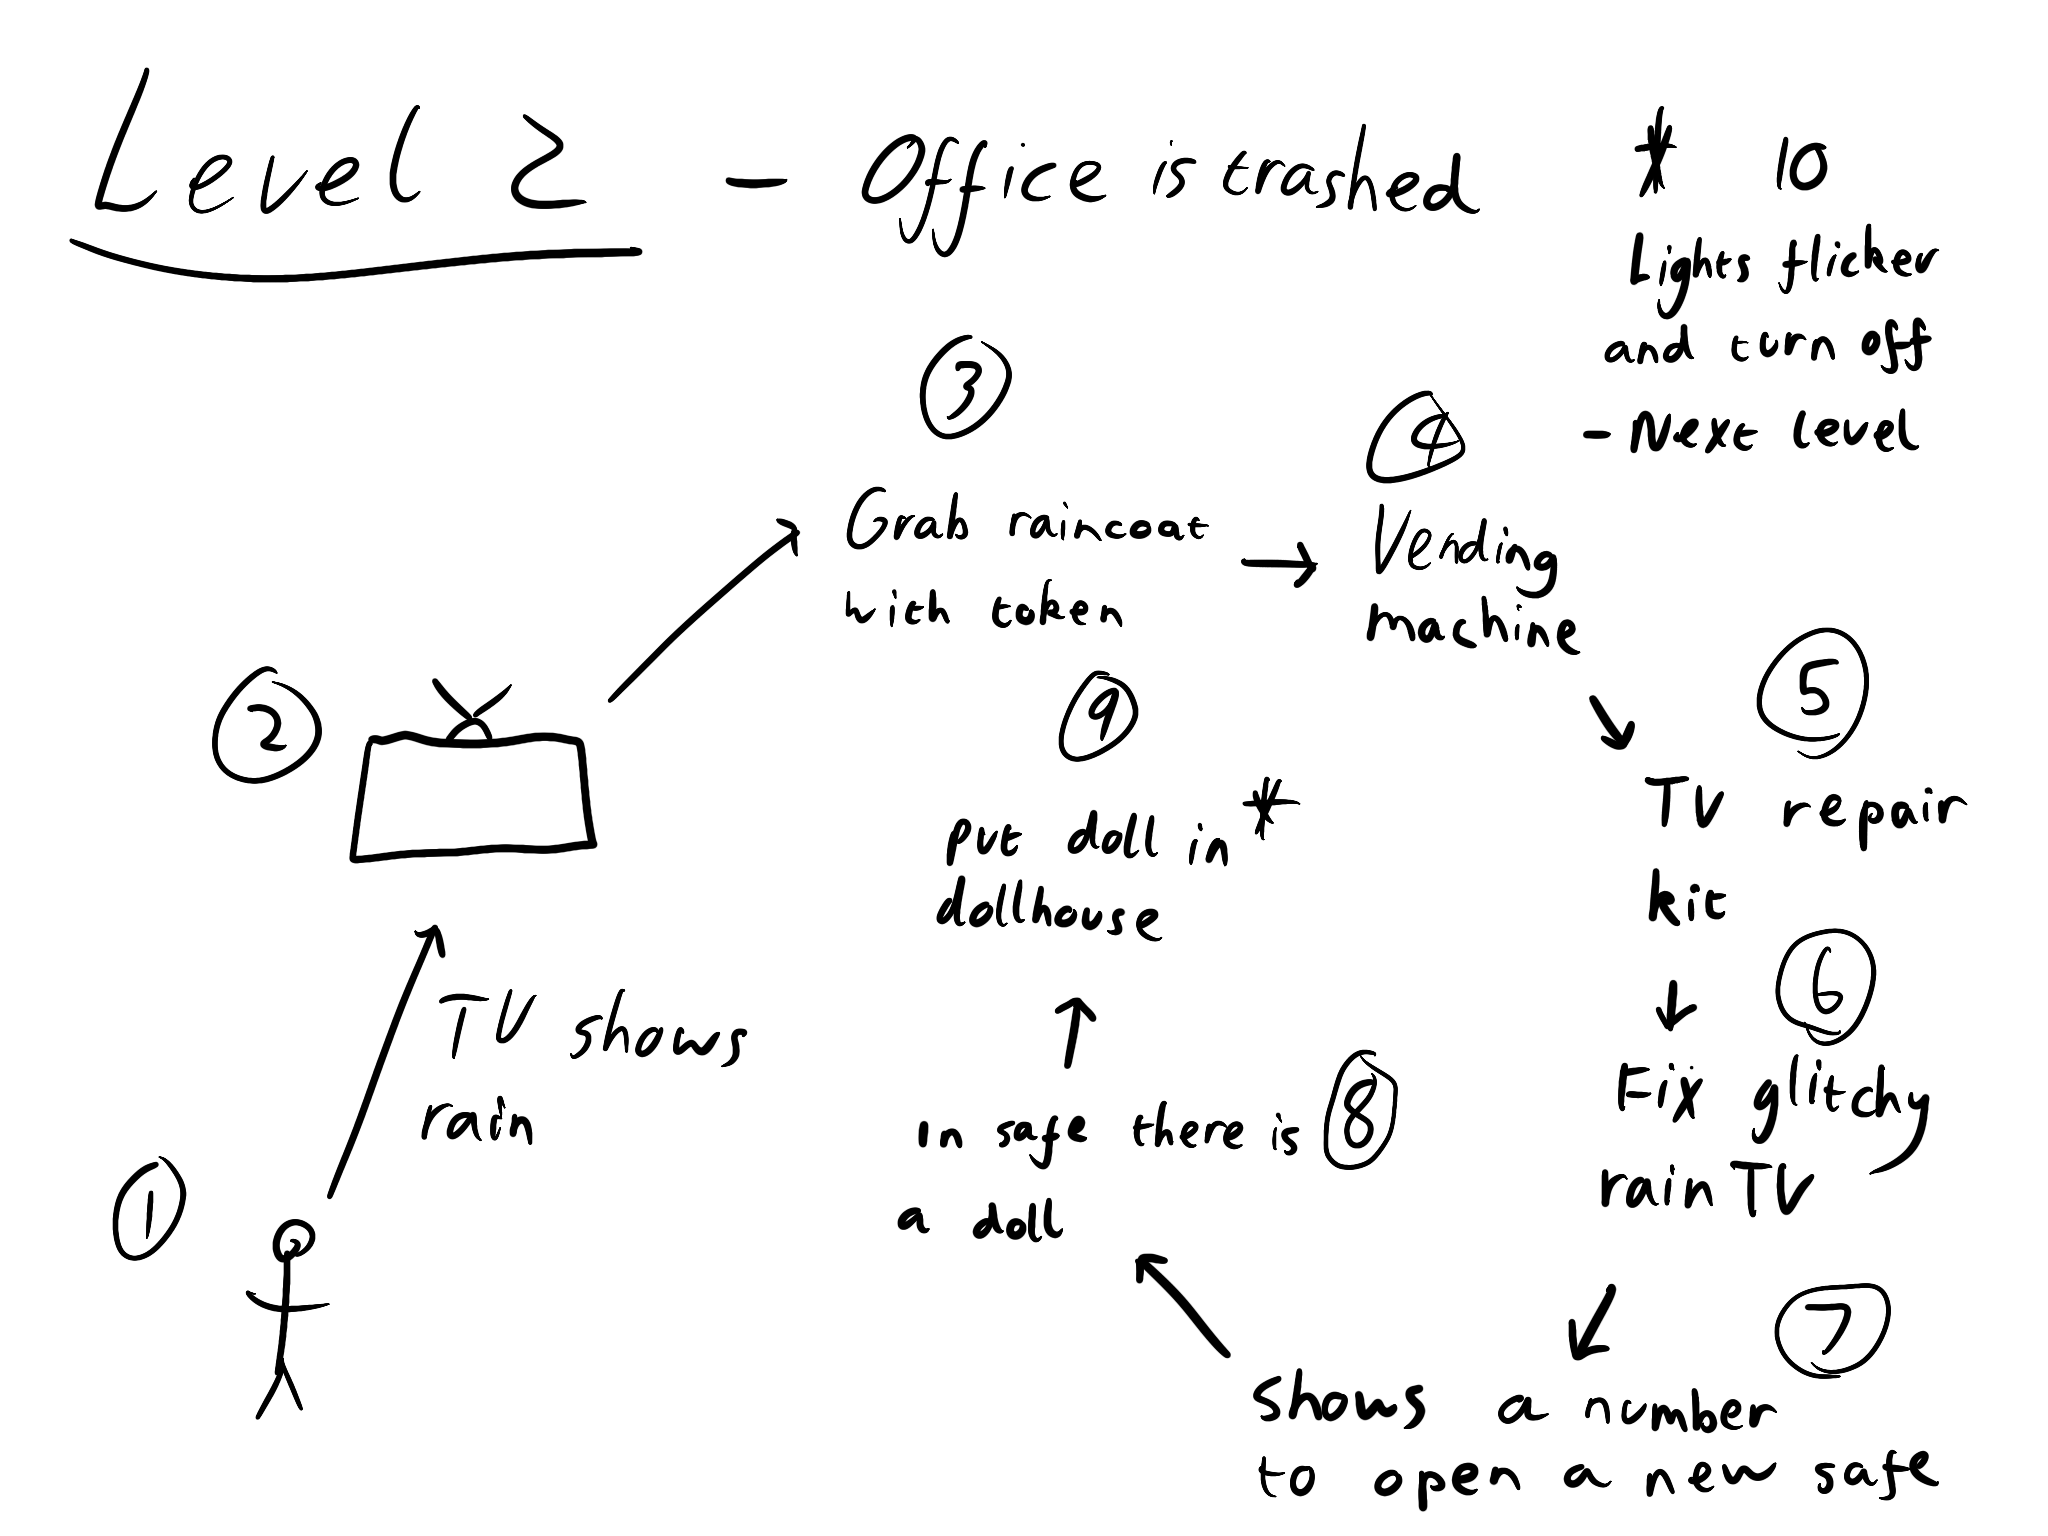 Level 2 - Office is trashed
* 10
Lights flicker
and turn off
- Next level
1
TV shows
rain
2
3
Grab raincoat
with token
4
Vending
machine
5
TV repair
kit
6
Fix glitchy
rain TV
7
Shows a number
to open a new safe
8
In safe there is
a doll
9
Put doll in *
dollhouse